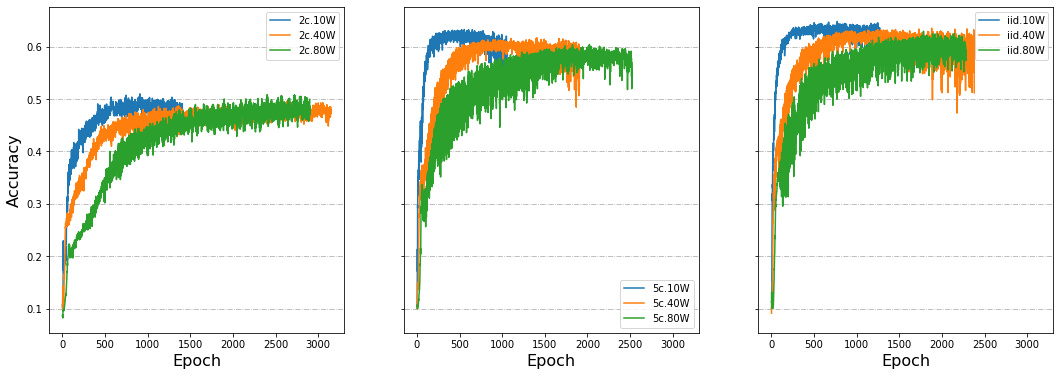 Accuracy
0.6
0.5
0.4
0.3
0.2
0.1
2c.10W
2c.40W
2c.80W
0 500 1000 1500 2000 2500 3000
Epoch
5c.10W
5c.40W
5c.80W
0 500 1000 1500 2000 2500 3000
Epoch
iid.10W
iid.40W
iid.80W
0 500 1000 1500 2000 2500 3000
Epoch